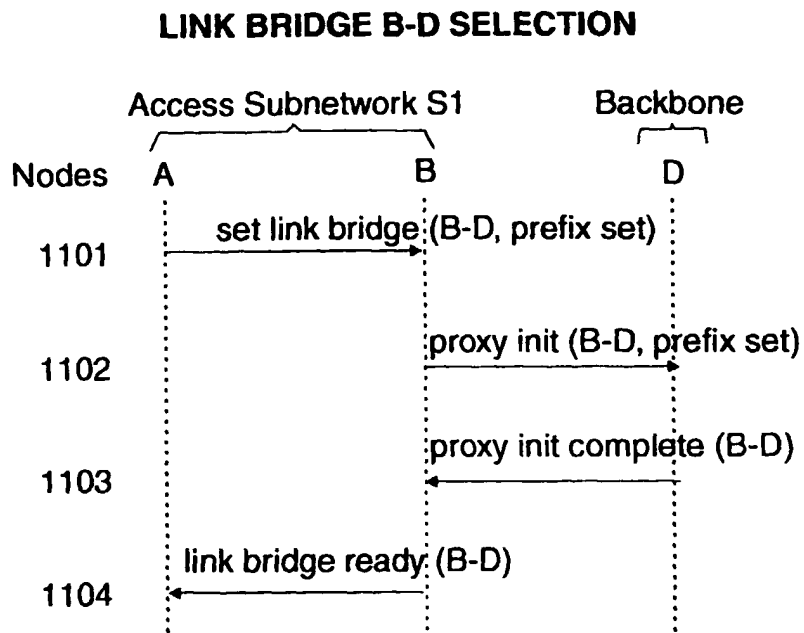 LINK BRIDGE B-D SELECTION
Access Subnetwork S1 Backbone
Nodes A B D
set link bridge (B-D, prefix set)
1101
proxy init (B-D, prefix set)
1102
proxy init complete (B-D)
1103
link bridge ready (B-D)
1104